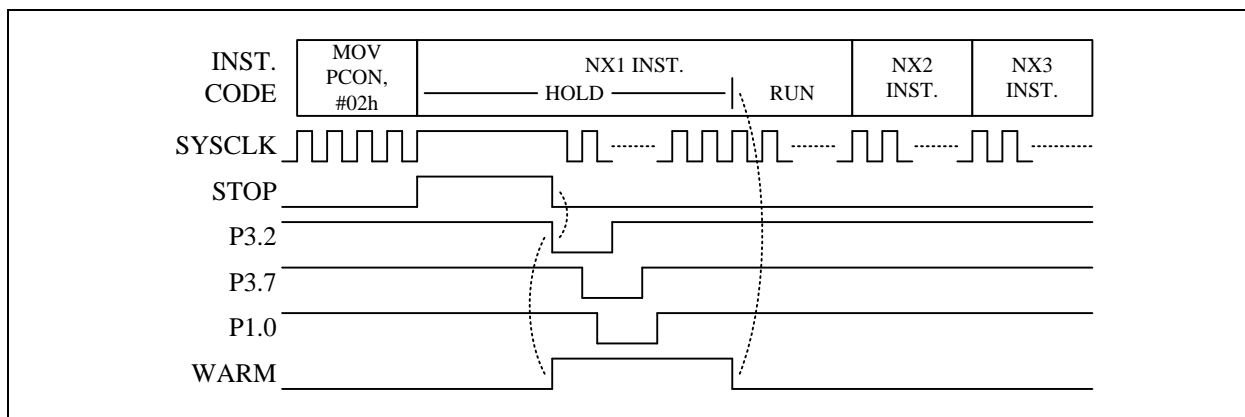 INST.
CODE
MOV
PCON,
#02h
NX1 INST.
HOLD
RUN
NX2
INST.
NX3
INST.
SYSCLK
STOP
P3.2
P3.7
P1.0
WARM